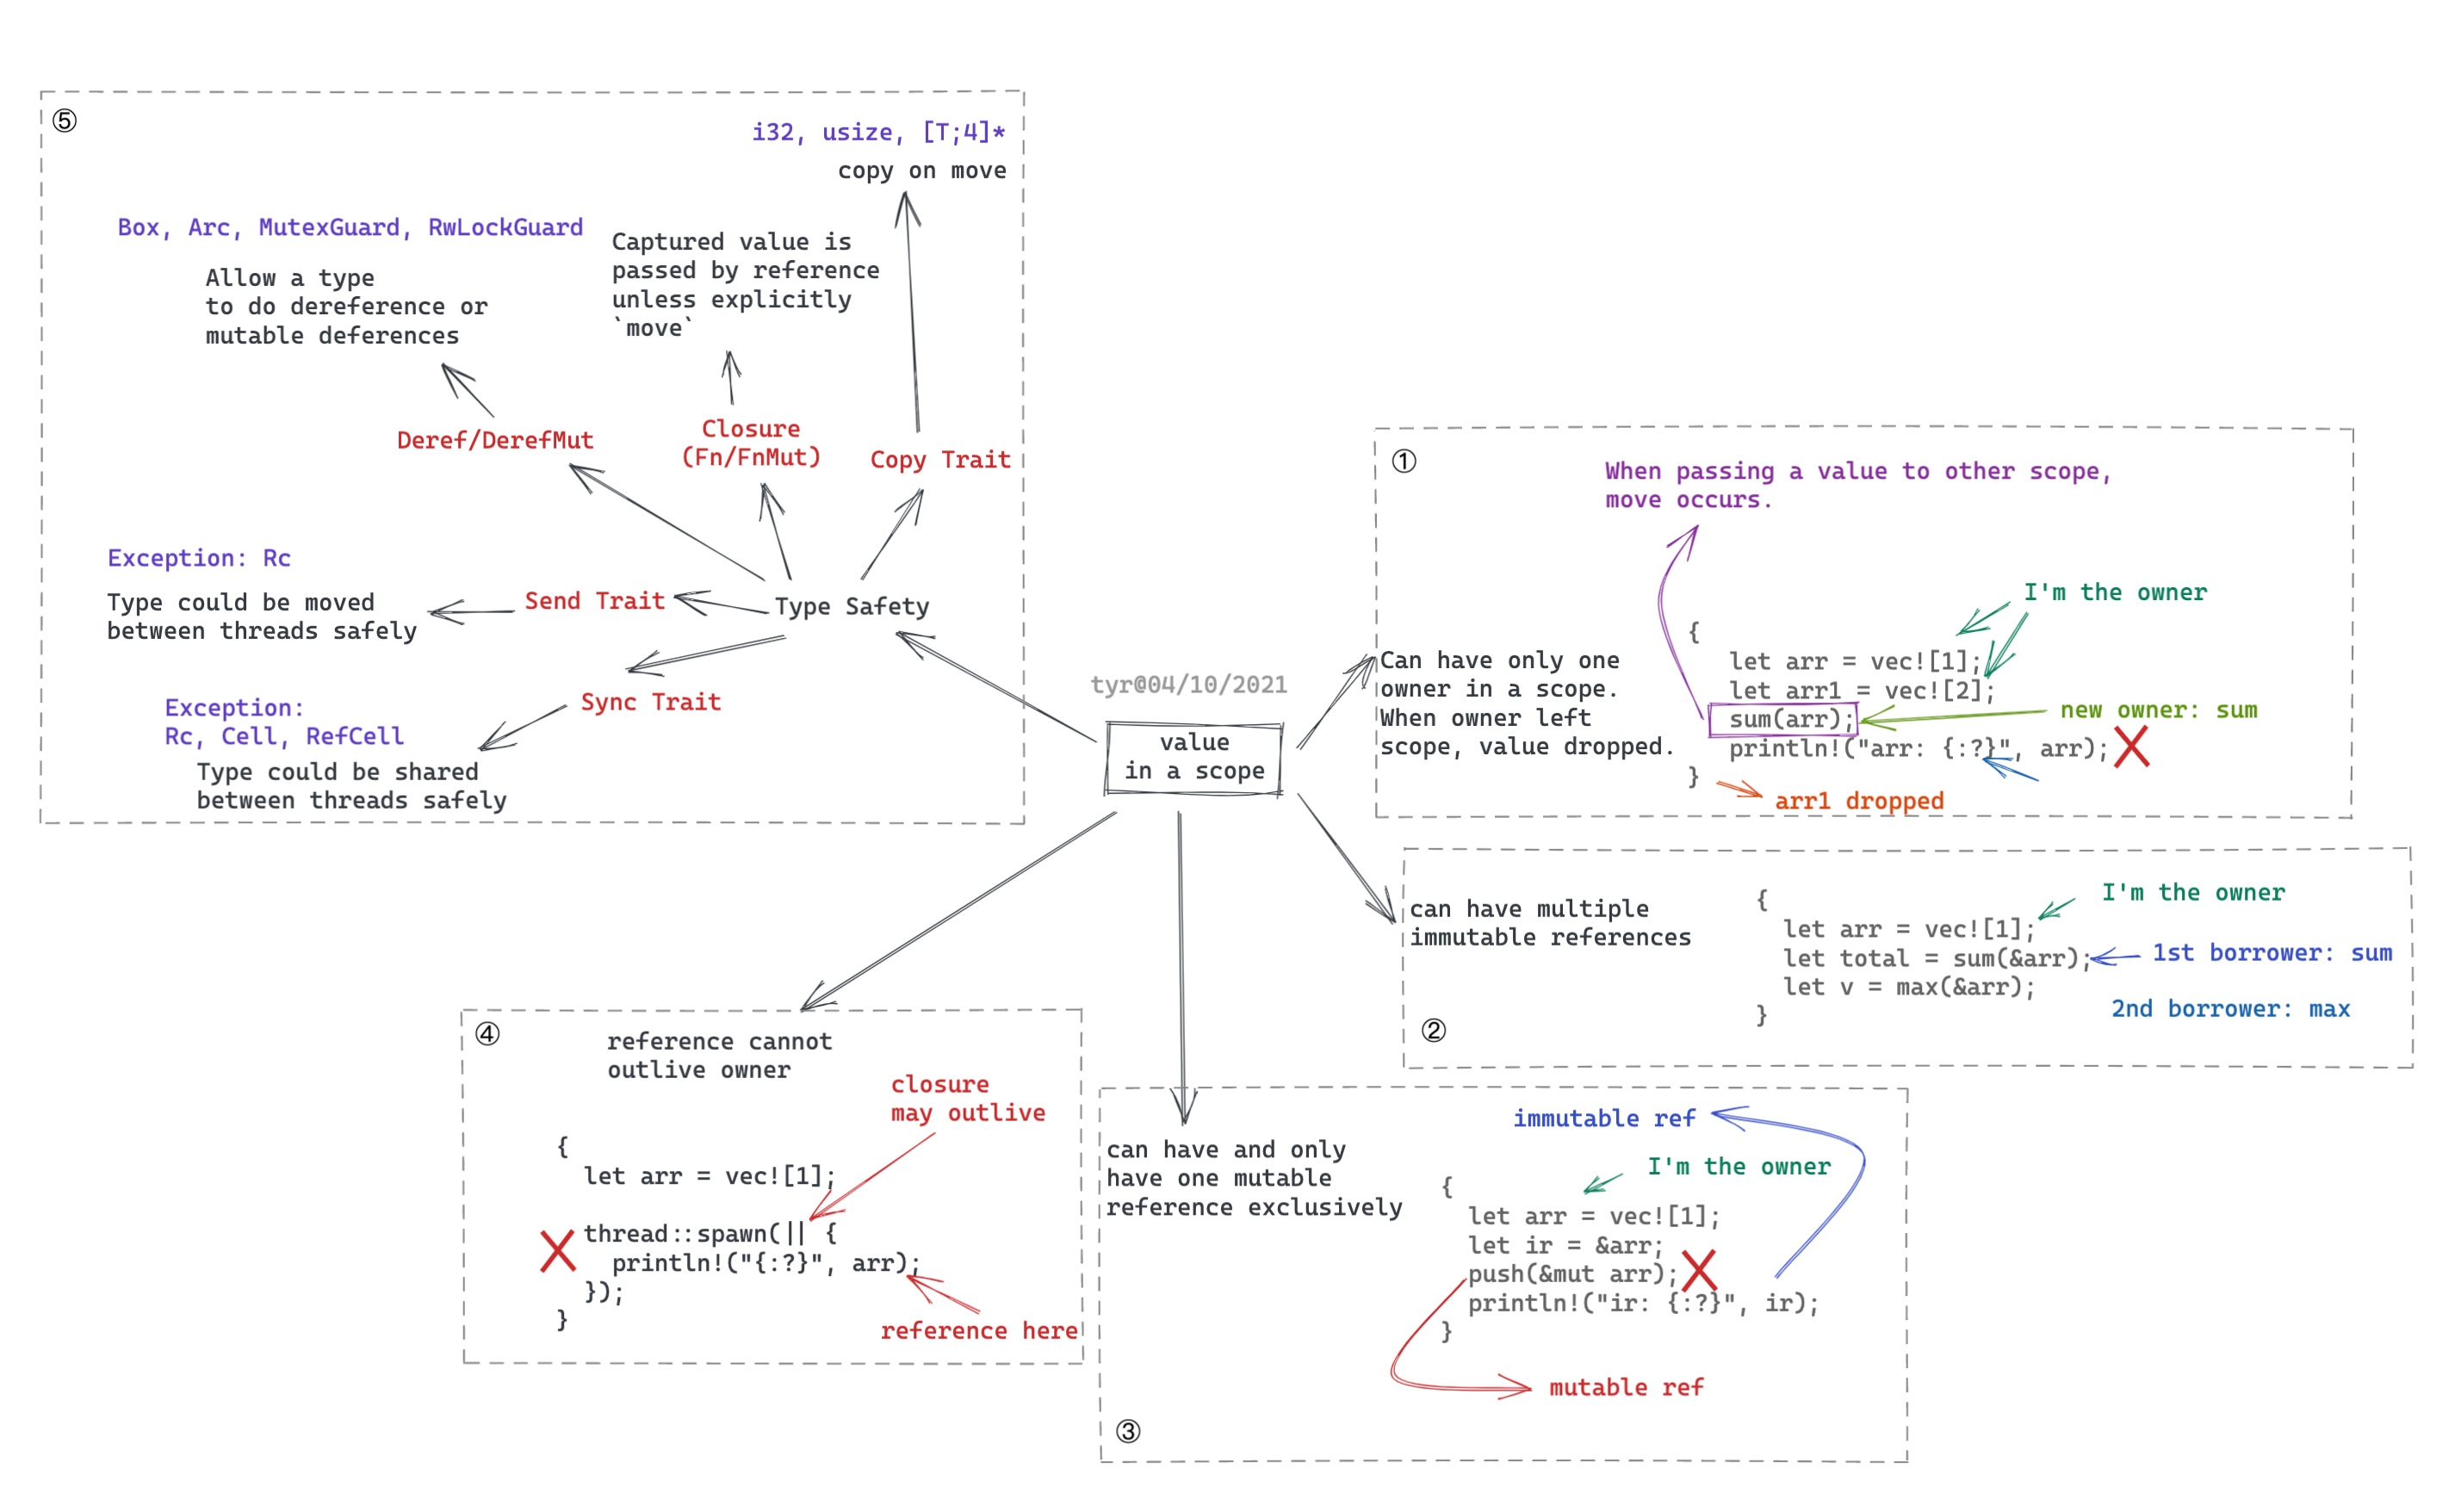 ⑤
i32, usize, [T;4]*
copy on move
Box, Arc, MutexGuard, RwLockGuard
Allow a type
to do dereference or
mutable deferences
Captured value is
passed by reference
unless explicitly
`move`
Deref/DerefMut
Closure
(Fn/FnMut)
Copy Trait
Exception: Rc
Type could be moved
between threads safely
Send Trait
Type Safety
Sync Trait
Exception:
Rc, Cell, RefCell
Type could be shared
between threads safely
tyr@04/10/2021
value
in a scope
①
When passing a value to other scope,
move occurs.
Can have only one
owner in a scope.
When owner left
scope, value dropped.
I'm the owner
{
let arr = vec![1];
let arr1 = vec![2];
sum(arr);
new owner: sum
println!("arr: {:?}", arr);
}
arr1 dropped
②
can have multiple
immutable references
I'm the owner
{
let arr = vec![1];
let total = sum(&arr);
1st borrower: sum
let v = max(&arr);
2nd borrower: max
}
③
can have and only
have one mutable
reference exclusively
immutable ref
I'm the owner
{
let arr = vec![1];
let ir = &arr;
push(&mut arr);
println!("ir: {:?}", ir);
}
mutable ref
④
reference cannot
outlive owner
closure
may outlive
{
let arr = vec![1];
thread::spawn(|| {
println!("{:?}", arr);
});
}
reference here